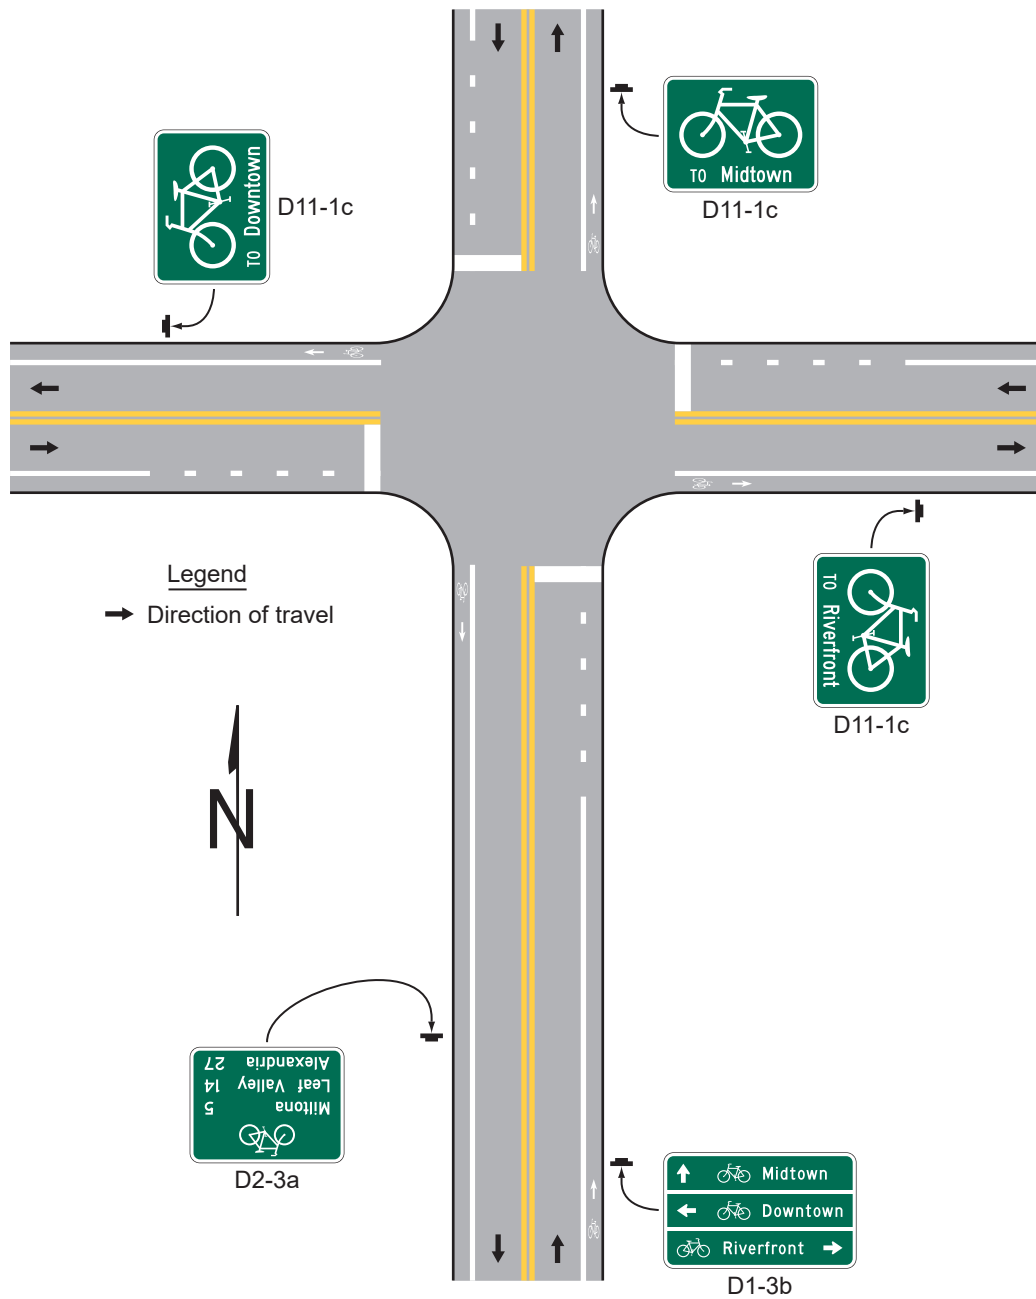 TO Midtown
D11-1c
TO Downtown
D11-1c
Legend
Direction of travel
TO Riverfront
D11-1c
N
Miltona 5
Leaf Valley 14
Alexandria 27
D2-3a
Midtown
Downtown
Riverfront
D1-3b